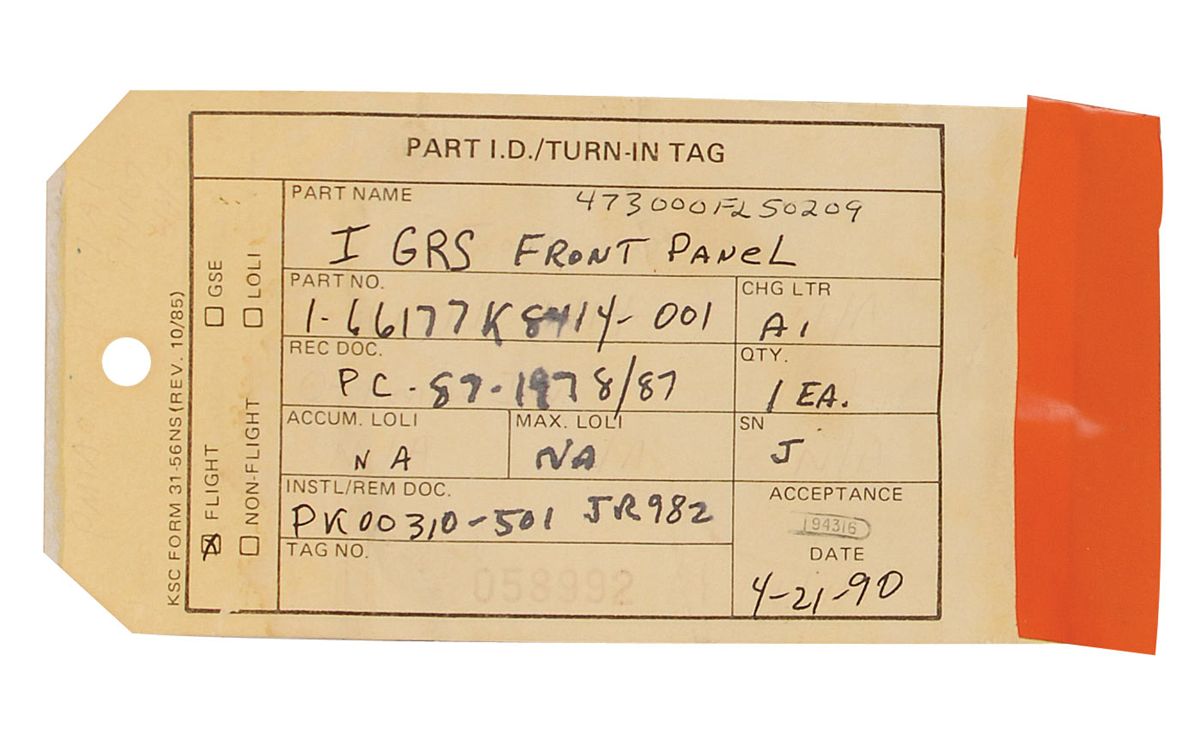 PART I.D./TURN-IN TAG
PART NAME
473000FL50209
I GRS FRONT PANEL
PART NO.
1-66177K8414-001
CHG LTR
A1
REC DOC.
PC-87-1978/87
QTY.
1 EA.
ACCUM. LOLI
NA
MAX. LOLI
NA
SN
J
INSTL/REM DOC.
PK00310-501 JR982
ACCEPTANCE
194316
TAG NO.
058992
DATE
4-21-90
GSE
LOLI
FLIGHT
NON-FLIGHT
KSC FORM 31-56NS (REV. 10/85)